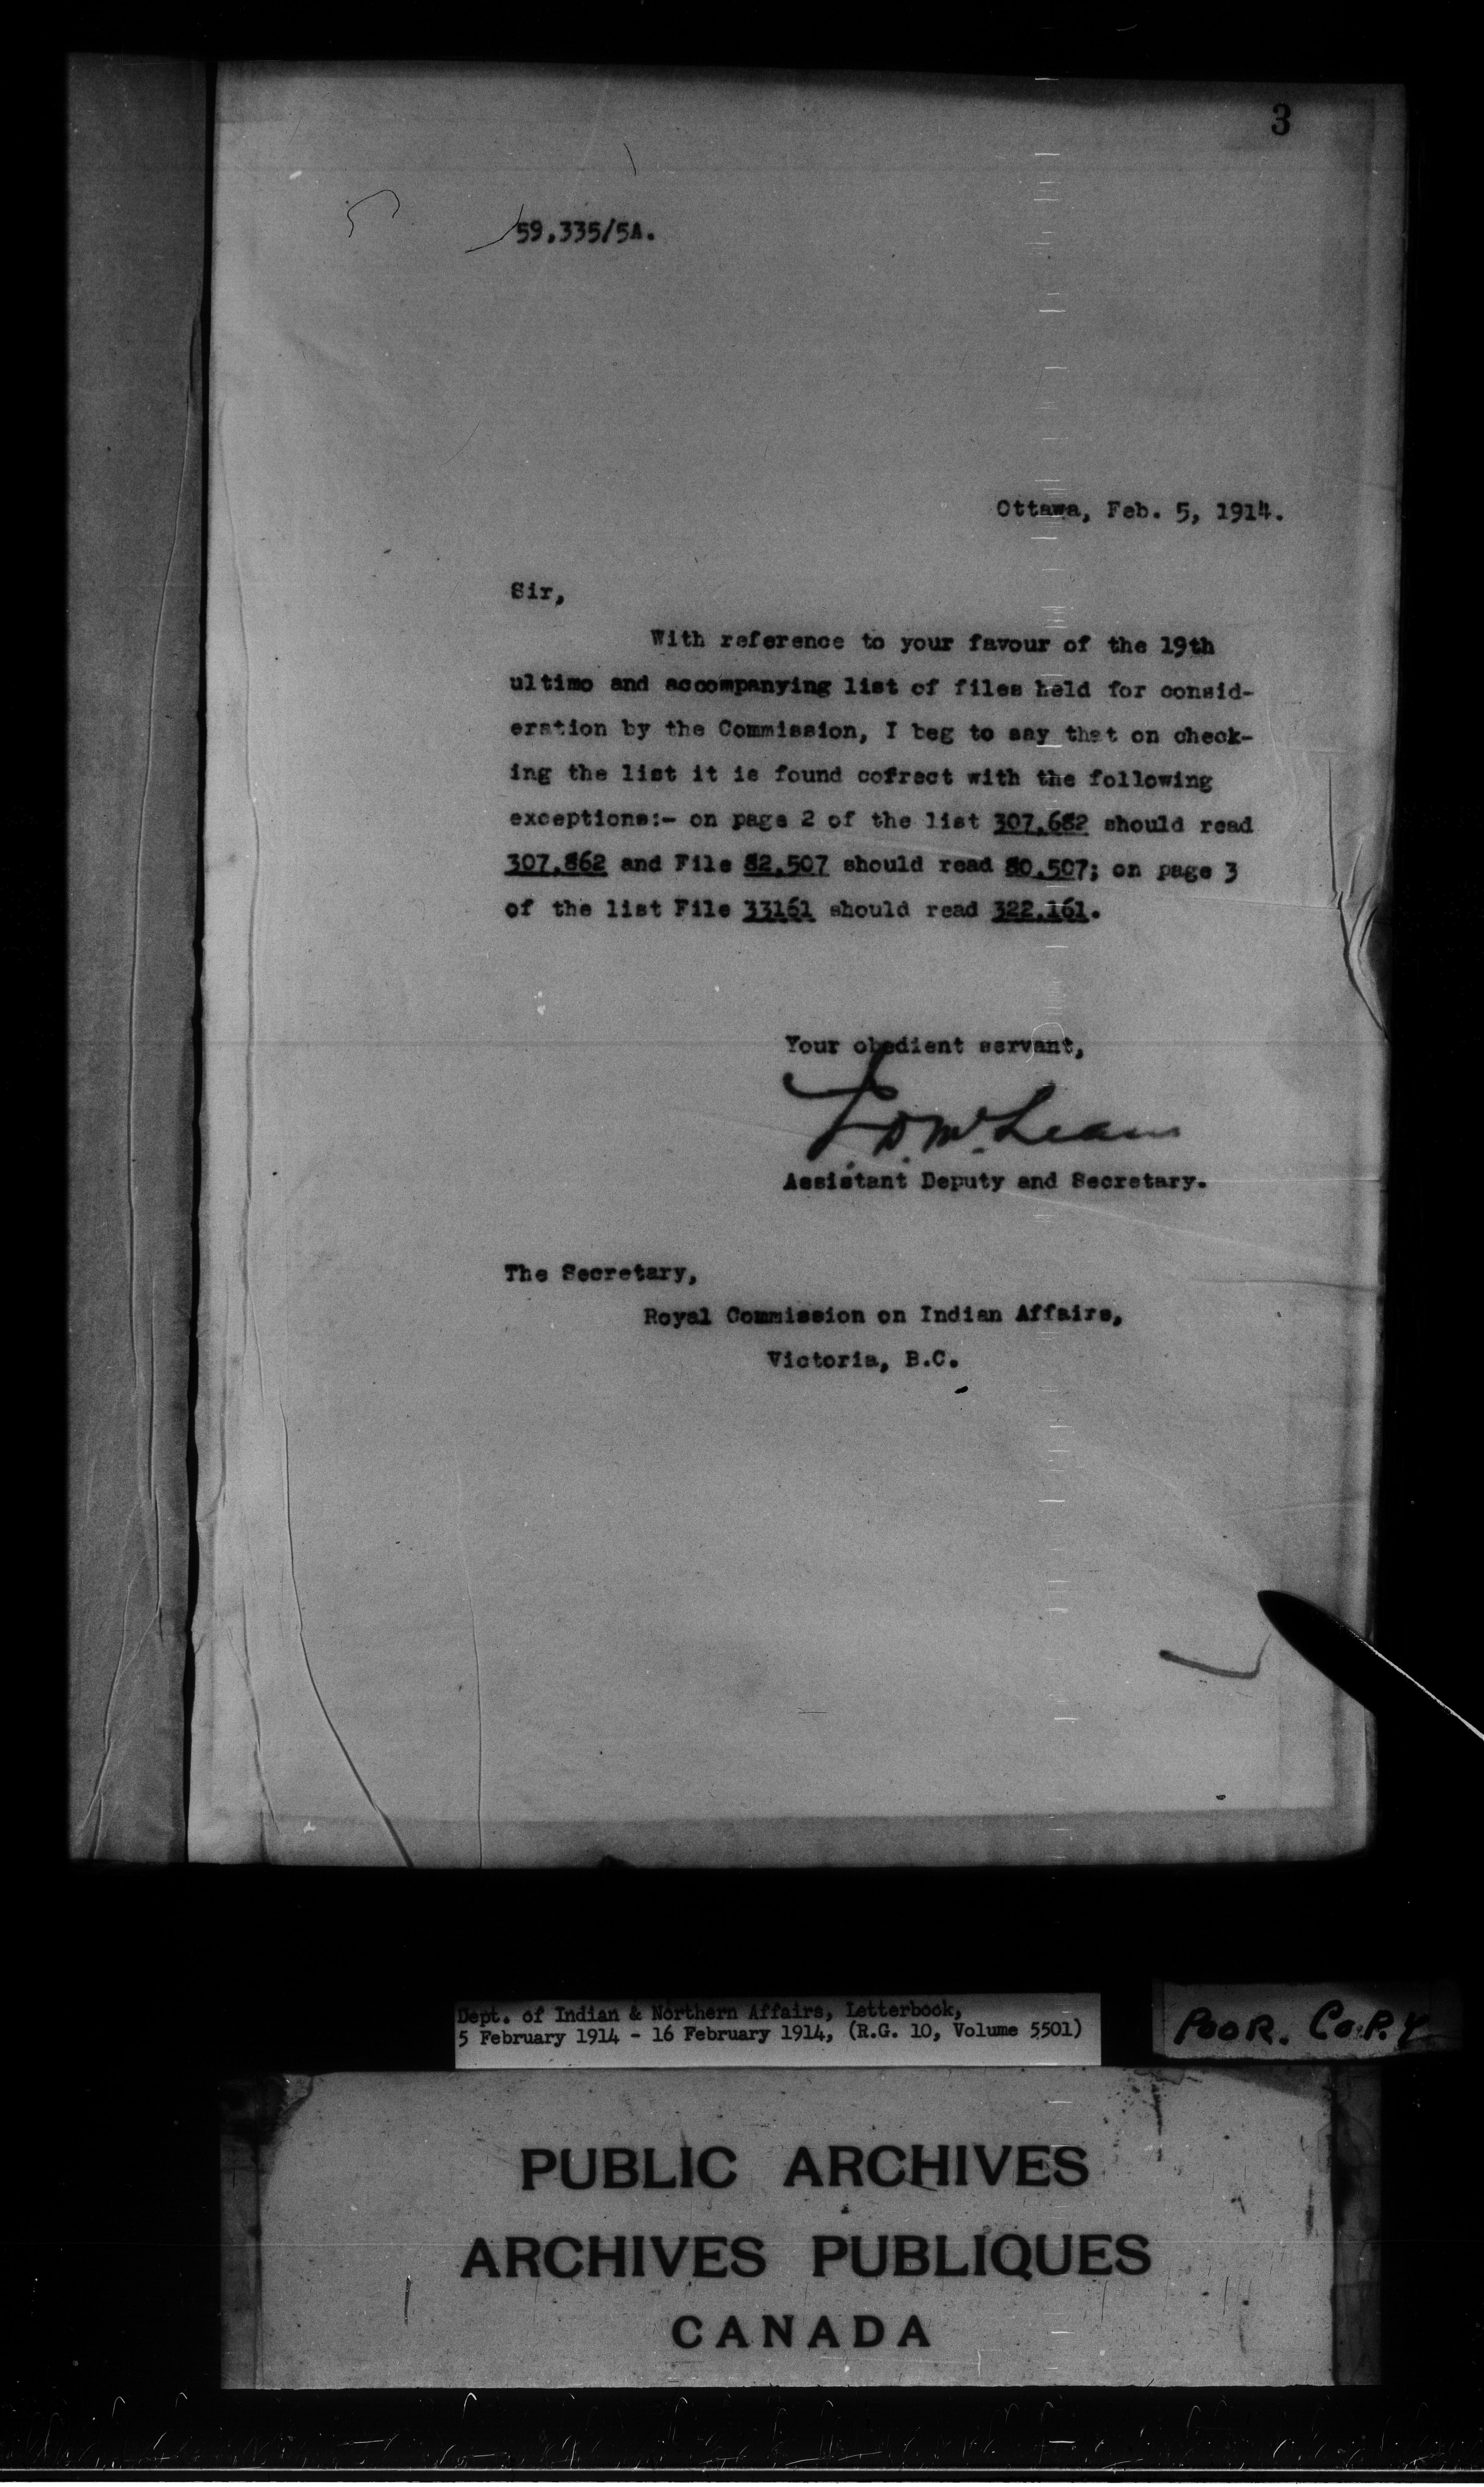 3
59,335/5A.
Ottawa, Feb. 5, 1914.
Sir,
With reference to your favour of the 19th
ultimo and accompanying list of files held for consid-
eration by the Commission, I beg to say that on check-
ing the list it is found cofrect with the following
exceptions:- on page 2 of the list 307,682 should read
307,862 and File 82,507 should read 80,507; on page 3
of the list File 33161 should read 322,161.
Your obedient servant,
J. D. McLean
Assistant Deputy and Secretary.
The Secretary,
Royal Commission on Indian Affairs,
Victoria, B.C.
Dept. of Indian & Northern Affairs, Letterbook,
5 February 1914 - 16 February 1914, (R.G. 10, Volume 5501)
POOR. COPY
PUBLIC ARCHIVES
ARCHIVES PUBLIQUES
CANADA